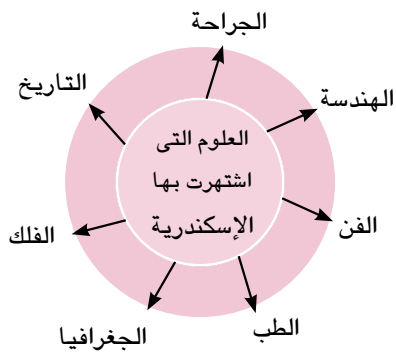 العلوم التى
اشتهرت بها
الإسكندرية
الجراحة
الهندسة
الفن
الطب
الجغرافيا
الفلك
التاريخ